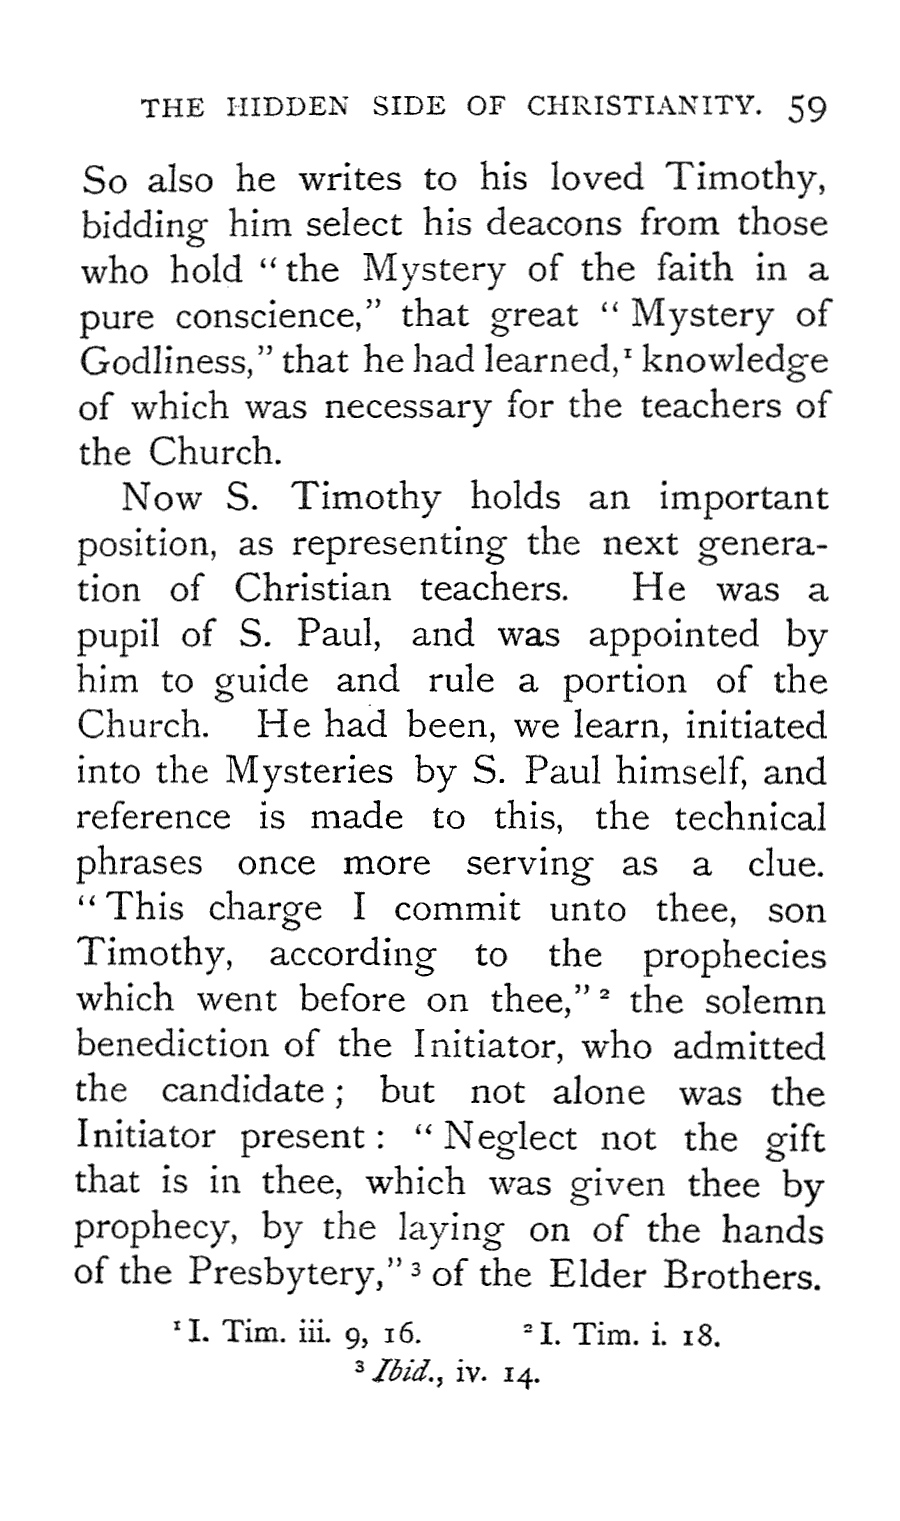 THE HIDDEN SIDE OF CHRISTIANITY. 59
So also he writes to his loved Timothy,
bidding him select his deacons from those
who hold “the Mystery of the faith in a
pure conscience,” that great “Mystery of
Godliness,” that he had learned,¹ knowledge
of which was necessary for the teachers of
the Church.
Now S. Timothy holds an important
position, as representing the next genera-
tion of Christian teachers. He was a
pupil of S. Paul, and was appointed by
him to guide and rule a portion of the
Church. He had been, we learn, initiated
into the Mysteries by S. Paul himself, and
reference is made to this, the technical
phrases once more serving as a clue.
“This charge I commit unto thee, son
Timothy, according to the prophecies
which went before on thee,” ² the solemn
benediction of the Initiator, who admitted
the candidate; but not alone was the
Initiator present: “Neglect not the gift
that is in thee, which was given thee by
prophecy, by the laying on of the hands
of the Presbytery,” ³ of the Elder Brothers.
¹ I. Tim. iii. 9, 16. ² I. Tim. i. 18.
³ Ibid., iv. 14.